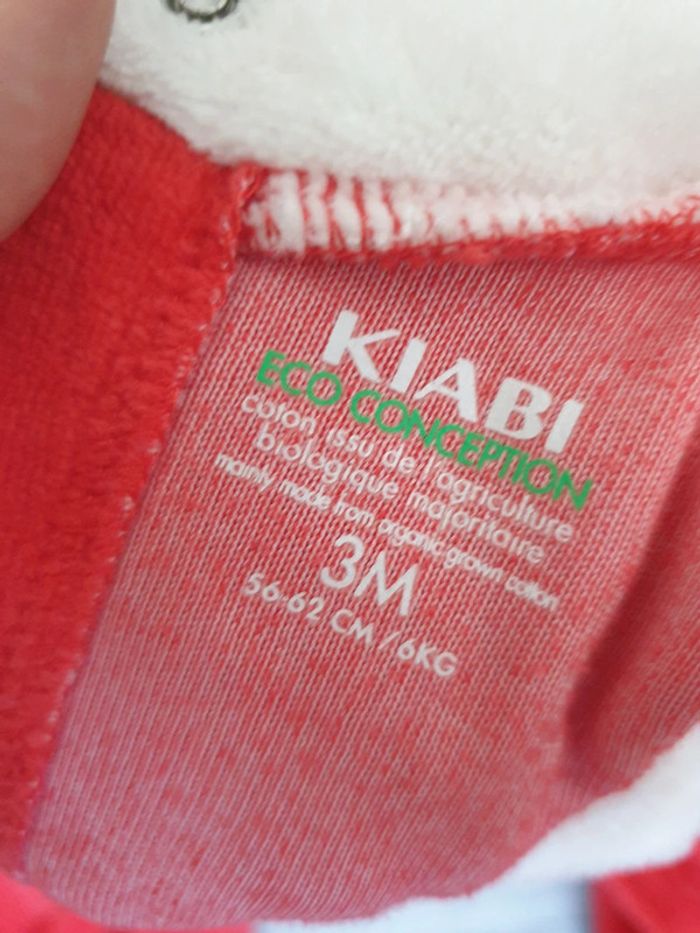 KIABI
ECO CONCEPTION
coton issu de l'agriculture
biologique majoritaire
mainly made from organic grown cotton
3M
56-62 CM / 6KG